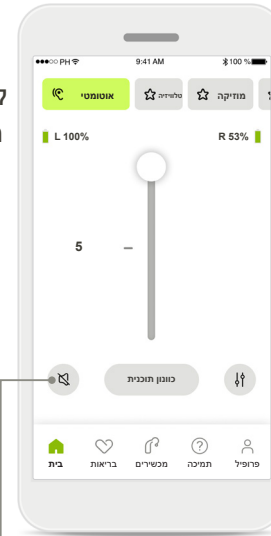 ●●●○○ PH 9:41 AM 100 %
אוטומטי טלוויזיה מוזיקה
L 100% R 53%
5 –
כוונון תוכנית
בית בריאות מכשירים תמיכה פרופיל